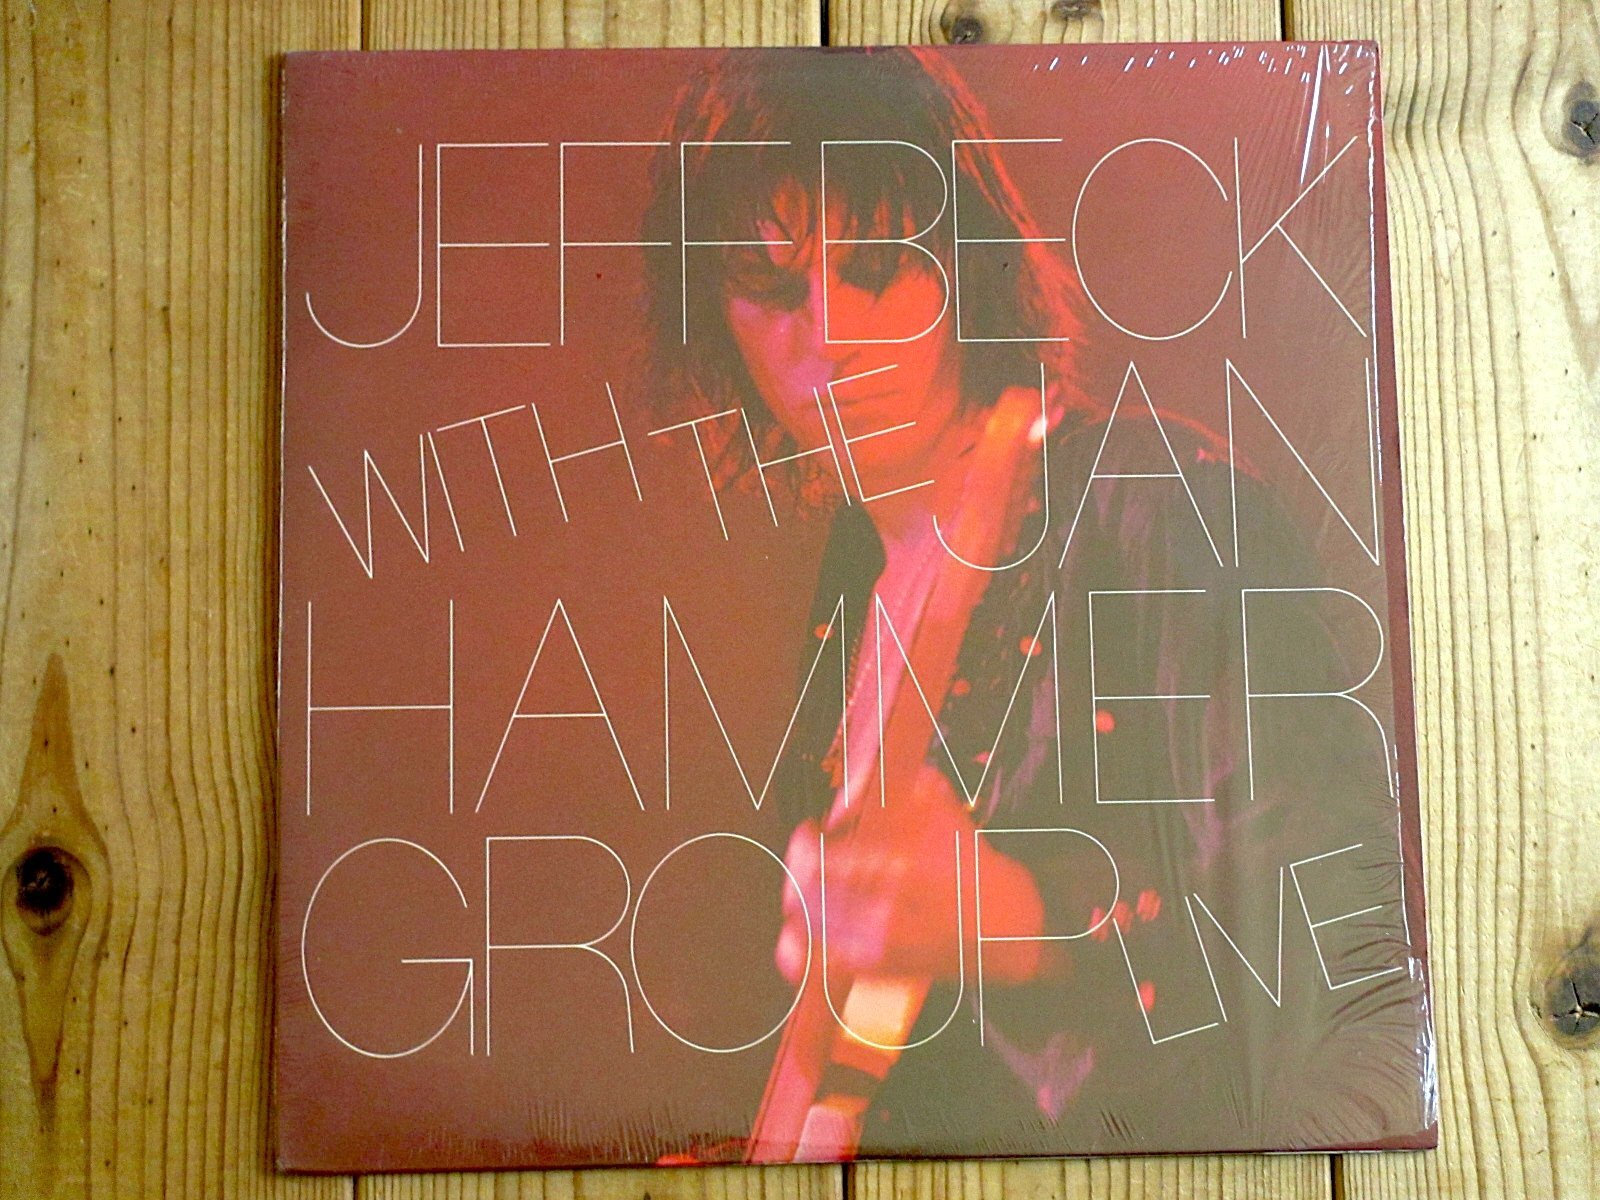 JEFF BECK
WITH THE JAN
HAMMER
GROUP LIVE